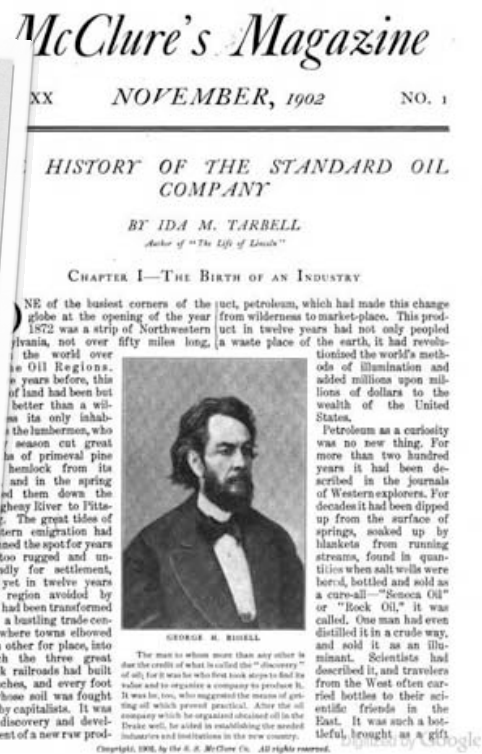 McClure's Magazine
XX NOVEMBER, 1902 NO. 1
HISTORY OF THE STANDARD OIL
COMPANY
BY IDA M. TARBELL
Author of "The Life of Lincoln"
CHAPTER I—THE BIRTH OF AN INDUSTRY
NE of the busiest corners of the
globe at the opening of the year
1872 was a strip of Northwestern
ylvania, not over fifty miles long,
the world over
e Oil Regions.
years before, this
of land had been but
better than a wil-
ss its only inhab-
the lumbermen, who
season cut great
hs of primeval pine
hemlock from its
and in the spring
ed them down the
gheny River to Pitts-
The great tides of
tern emigration had
ned the spot for years
too rugged and un-
dly for settlement,
yet in twelve years
region avoided by
had been transformed
a bustling trade cen-
where towns elbowed
other for place, into
h the three great
k railroads had built
ches, and every foot
hose soil was fought
by capitalists. It was
discovery and devel-
ent of a new raw prod-
uct, petroleum, which had made this change
from wilderness to market-place. This prod-
uct in twelve years had not only peopled
a waste place of the earth, it had revolu-
tionized the world's meth-
ods of illumination and
added millions upon mil-
lions of dollars to the
wealth of the United
States.
Petroleum as a curiosity
was no new thing. For
more than two hundred
years it had been de-
scribed in the journals
of Western explorers. For
decades it had been dipped
up from the surface of
springs, soaked up by
blankets from running
streams, found in quan-
tities when salt wells were
bored, bottled and sold as
a cure-all—"Seneca Oil"
or "Rock Oil," it was
called. One man had even
distilled it in a crude way,
and sold it as an illu-
minant. Scientists had
described it, and travelers
from the West often car-
ried bottles to their sci-
entific friends in the
East. It was such a bot-
tleful, brought as a gift
GEORGE H. BISSELL
The man to whom more than any other is
due the credit of what is called the "discovery"
of oil; for it was he who first took steps to find its
value and to organize a company to produce it.
It was he, too, who suggested the means of get-
ting oil which proved practical. After the oil
company which he organized obtained oil in the
Drake well, he aided in establishing the needed
industries and institutions in the new country.
Copyright, 1902, by the S. S. McClure Co. All rights reserved.
Digitized by Google